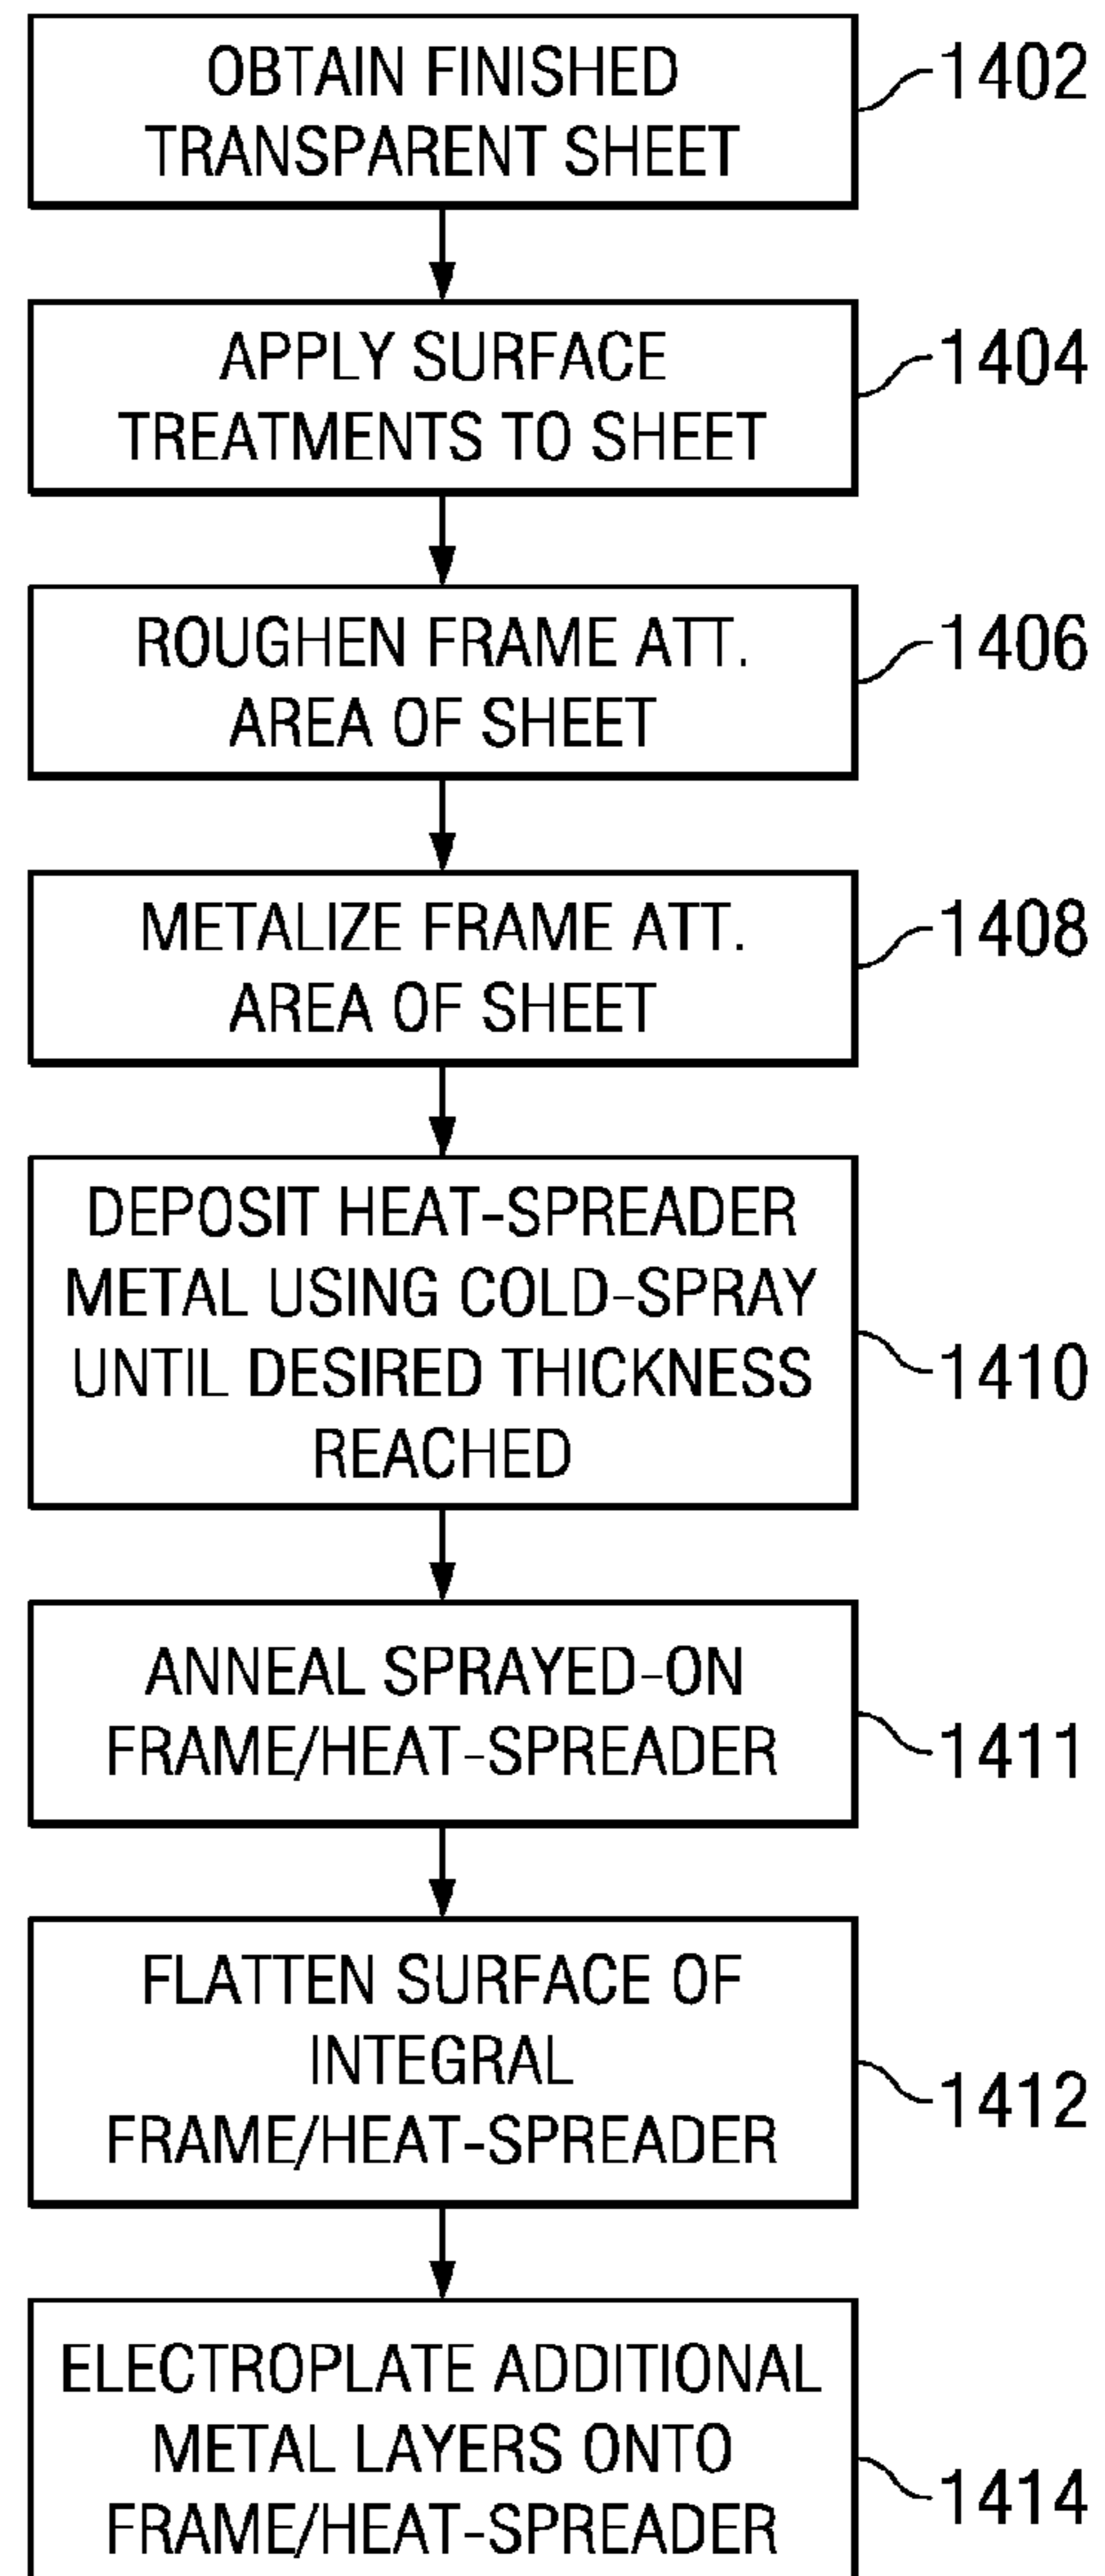 OBTAIN FINISHED
TRANSPARENT SHEET
1402
APPLY SURFACE
TREATMENTS TO SHEET
1404
ROUGHEN FRAME ATT.
AREA OF SHEET
1406
METALIZE FRAME ATT.
AREA OF SHEET
1408
DEPOSIT HEAT-SPREADER
METAL USING COLD-SPRAY
UNTIL DESIRED THICKNESS
REACHED
1410
ANNEAL SPRAYED-ON
FRAME/HEAT-SPREADER
1411
FLATTEN SURFACE OF
INTEGRAL
FRAME/HEAT-SPREADER
1412
ELECTROPLATE ADDITIONAL
METAL LAYERS ONTO
FRAME/HEAT-SPREADER
1414